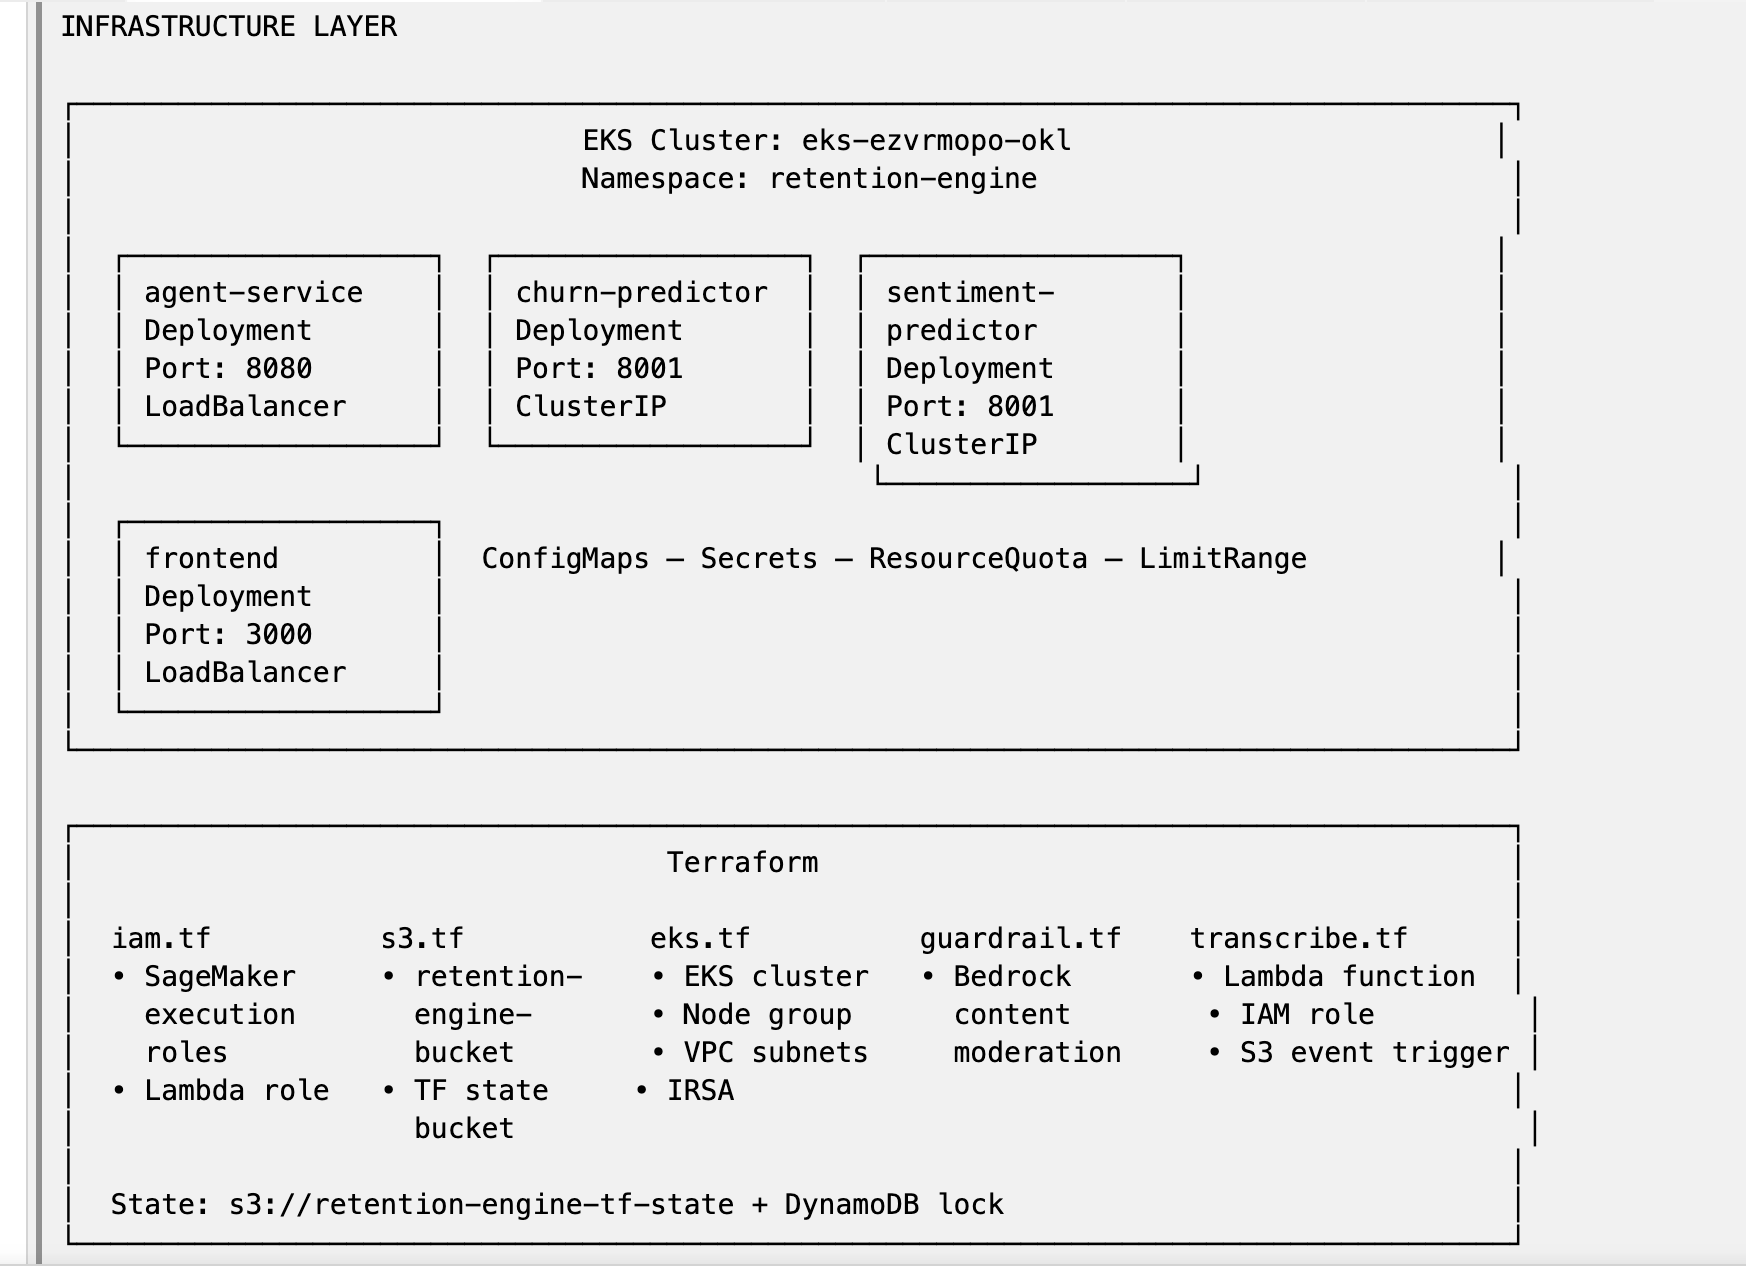 INFRASTRUCTURE LAYER
EKS Cluster: eks-ezvrmopo-okl
Namespace: retention-engine
agent-service
Deployment
Port: 8080
LoadBalancer
churn-predictor
Deployment
Port: 8001
ClusterIP
sentiment-
predictor
Deployment
Port: 8001
ClusterIP
frontend
Deployment
Port: 3000
LoadBalancer
ConfigMaps – Secrets – ResourceQuota – LimitRange
Terraform
iam.tf
• SageMaker
execution
roles
• Lambda role
s3.tf
• retention-
engine-
bucket
• TF state
bucket
eks.tf
• EKS cluster
• Node group
• VPC subnets
• IRSA
guardrail.tf
• Bedrock
content
moderation
transcribe.tf
• Lambda function
• IAM role
• S3 event trigger
State: s3://retention-engine-tf-state + DynamoDB lock